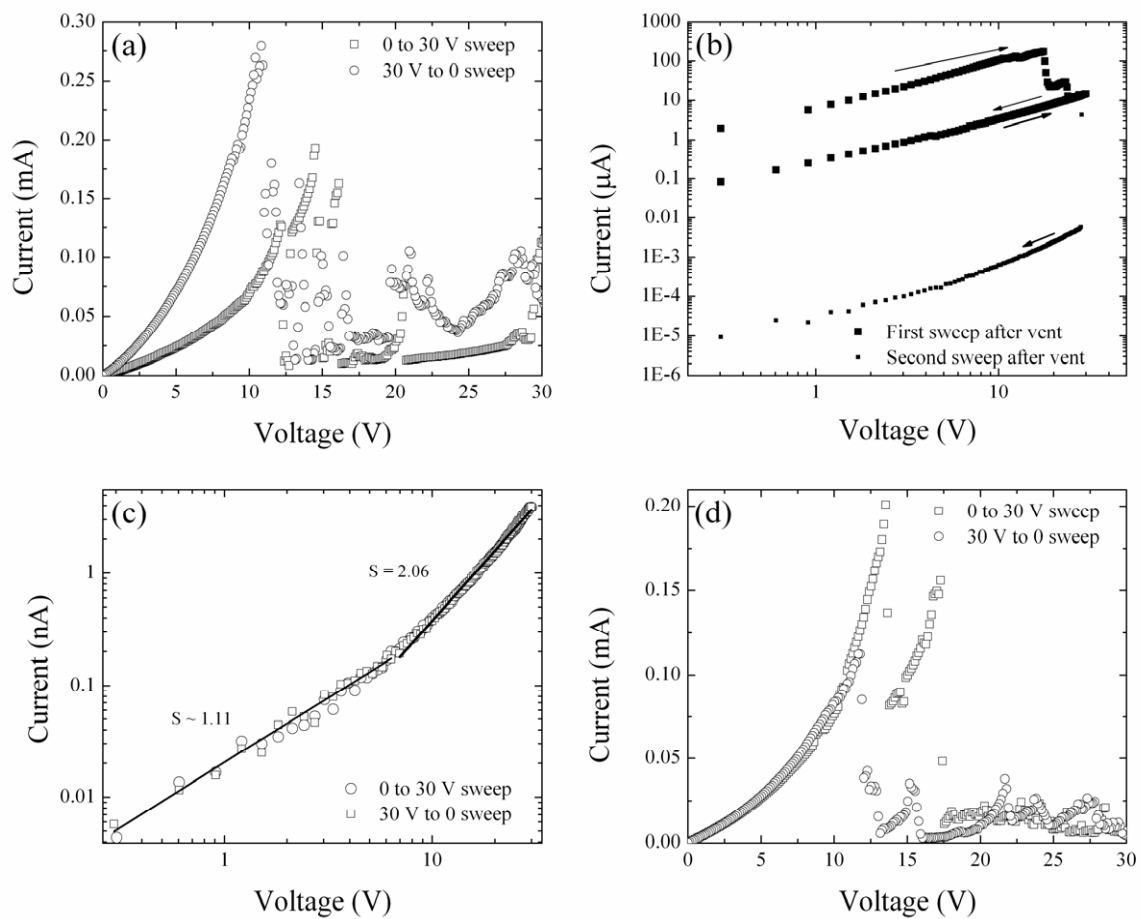 (a)
0 to 30 V sweep
30 V to 0 sweep
0.30
0.25
0.20
0.15
0.10
0.05
0.00
Current (mA)
0 5 10 15 20 25 30
Voltage (V)
(b)
1000
100
10
1
0.1
0.01
1E-3
1E-4
1E-5
1E-6
Current (µA)
First swccp aftcr vcnt
Second sweep after vent
1 10
Voltage (V)
(c)
S = 2.06
S ~ 1.11
1
0.1
0.01
Current (nA)
0 to 30 V sweep
30 V to 0 sweep
1 10
Voltage (V)
(d)
0 to 30 V swccp
30 V to 0 sweep
0.20
0.15
0.10
0.05
0.00
Current (mA)
0 5 10 15 20 25 30
Voltage (V)